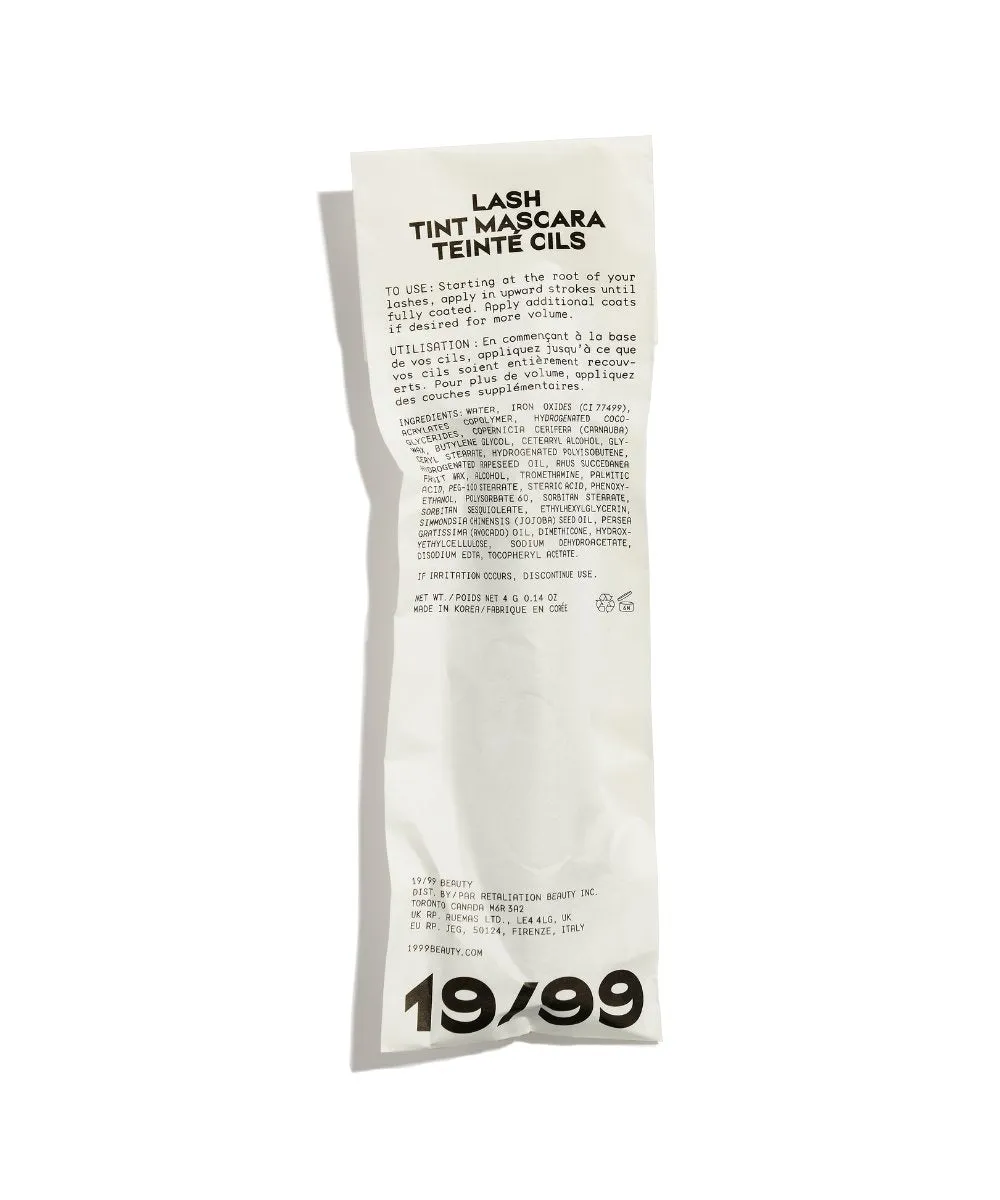 LASH
TINT MASCARA
TEINTÉ CILS
TO USE: Starting at the root of your
lashes, apply in upward strokes until
fully coated. Apply additional coats
if desired for more volume.
UTILISATION : En commençant à la base
de vos cils, appliquez jusqu'à ce que
vos cils soient entièrement recouv-
erts. Pour plus de volume, appliquez
des couches supplémentaires.
INGREDIENTS: WATER, IRON OXIDES (CI 77499),
ACRYLATES COPOLYMER, HYDROGENATED COCO-
GLYCERIDES, COPERNICIA CERIFERA (CARNAUBA)
WAX, BUTYLENE GLYCOL, CETEARYL ALCOHOL, GLY-
CERYL STEARATE, HYDROGENATED POLYISOBUTENE,
HYDROGENATED RAPESEED OIL, RHUS SUCCEDANEA
FRUIT WAX, ALCOHOL, TROMETHAMINE, PALMITIC
ACID, PEG-100 STEARATE, STEARIC ACID, PHENOXY-
ETHANOL, POLYSORBATE 60, SORBITAN STEARATE,
SORBITAN SESQUIOLEATE, ETHYLHEXYLGLYCERIN,
SIMMONDSIA CHINENSIS (JOJOBA) SEED OIL, PERSEA
GRATISSIMA (AVOCADO) OIL, DIMETHICONE, HYDROX-
YETHYLCELLULOSE, SODIUM DEHYDROACETATE,
DISODIUM EDTA, TOCOPHERYL ACETATE.
IF IRRITATION OCCURS, DISCONTINUE USE.
NET WT. / POIDS NET 4 G 0.14 OZ
MADE IN KOREA/FABRIQUE EN CORÉE
6M
19/99 BEAUTY
DIST. BY/PAR RETALIATION BEAUTY INC.
TORONTO CANADA M6R 3A2
UK RP. RUEMAS LTD., LE4 4LG, UK
EU RP. JEG, 50124, FIRENZE, ITALY
1999BEAUTY.COM
19/99